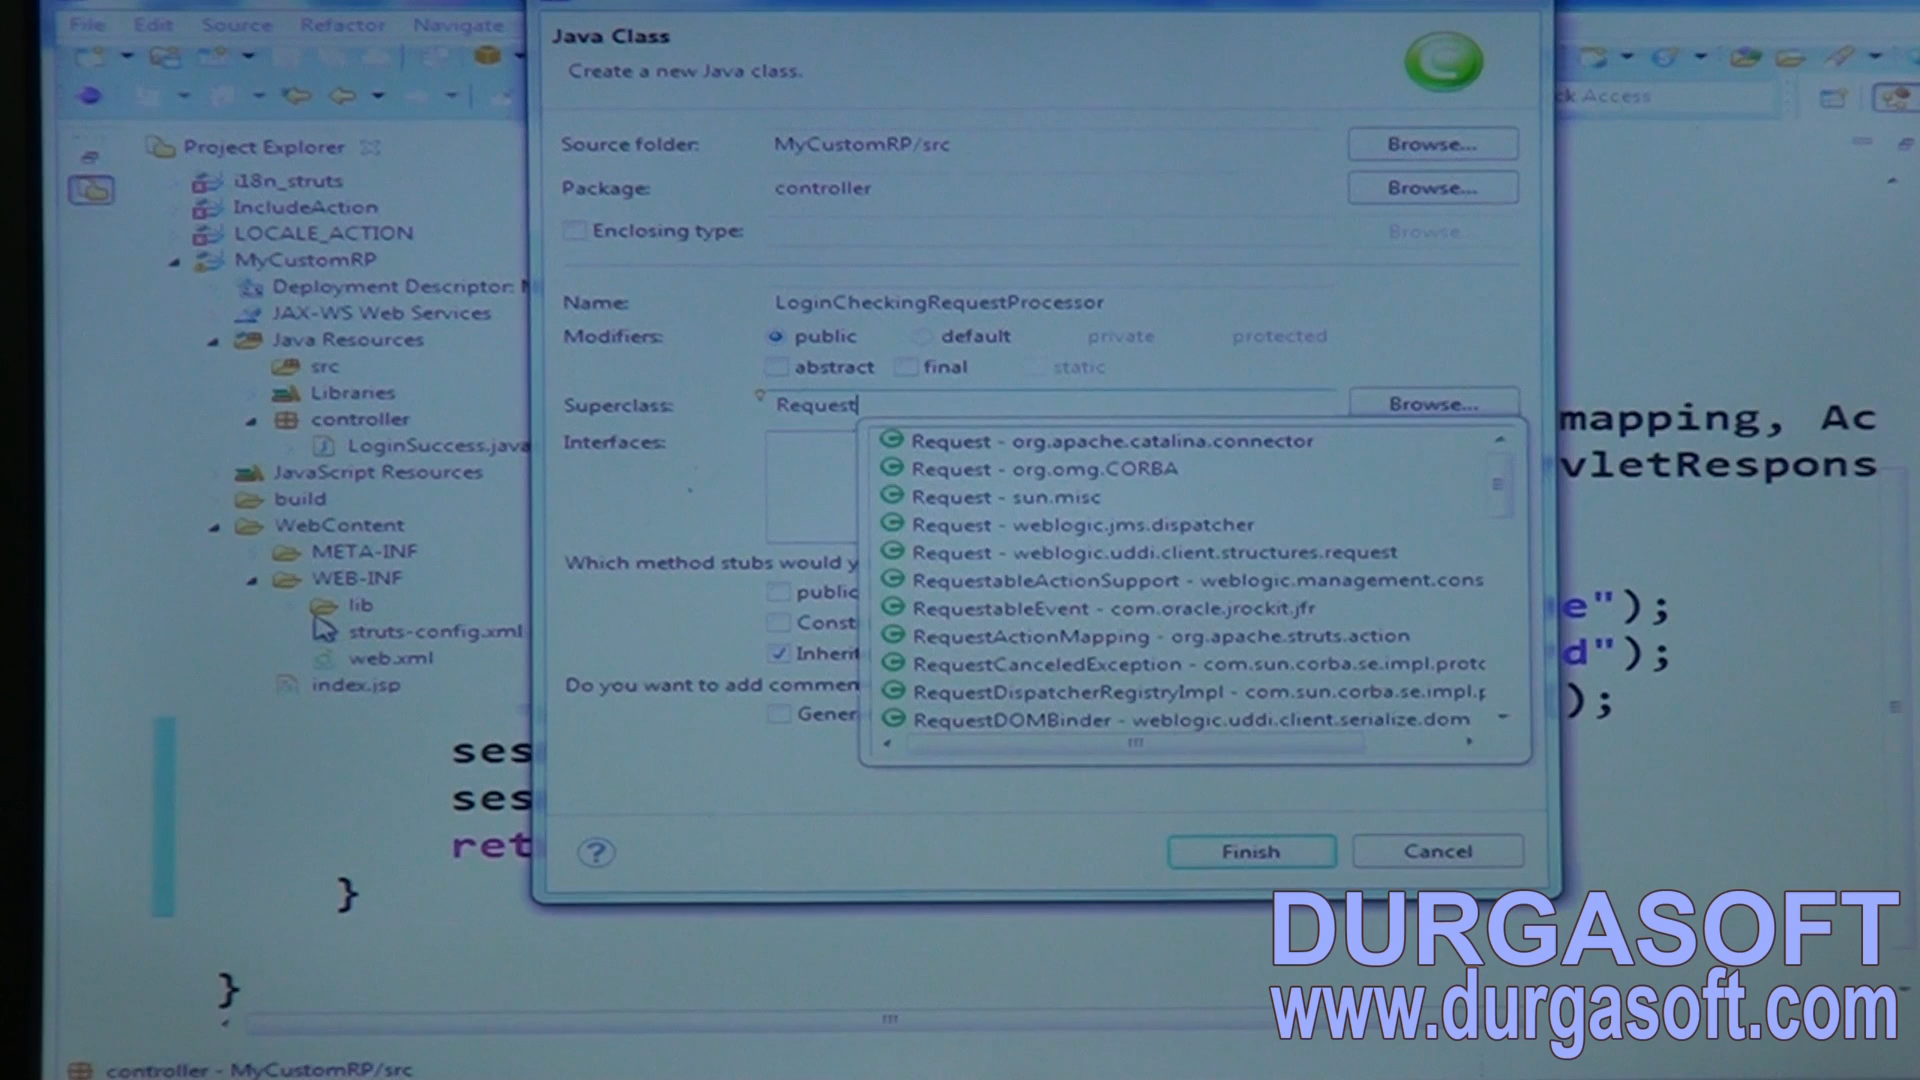 File Edit Source Refactor Navigate
Project Explorer
i18n_struts
IncludeAction
LOCALE_ACTION
MyCustomRP
Deployment Descriptor:
JAX-WS Web Services
Java Resources
src
Libraries
controller
LoginSuccess.java
JavaScript Resources
build
WebContent
META-INF
WEB-INF
lib
struts-config.xml
web.xml
index.jsp
Java Class
Create a new Java class.
Source folder: MyCustomRP/src Browse...
Package: controller Browse...
Enclosing type: Browse...
Name: LoginCheckingRequestProcessor
Modifiers: public default private protected
abstract final static
Superclass: Request Browse...
Interfaces:
Request - org.apache.catalina.connector
Request - org.omg.CORBA
Request - sun.misc
Request - weblogic.jms.dispatcher
Request - weblogic.uddi.client.structures.request
RequestableActionSupport - weblogic.management.cons
RequestableEvent - com.oracle.jrockit.jfr
RequestActionMapping - org.apache.struts.action
RequestCanceledException - com.sun.corba.se.impl.protc
RequestDispatcherRegistryImpl - com.sun.corba.se.impl.p
RequestDOMBinder - weblogic.uddi.client.serialize.dom
Which method stubs would y
public
Const
Inherit
Do you want to add commen
Gener
? Finish Cancel
ck Access
mapping, Ac
vletRespons
e");
d");
);
ses
ses
ret
}
}
controller - MyCustomRP/src
DURGASOFT
www.durgasoft.com